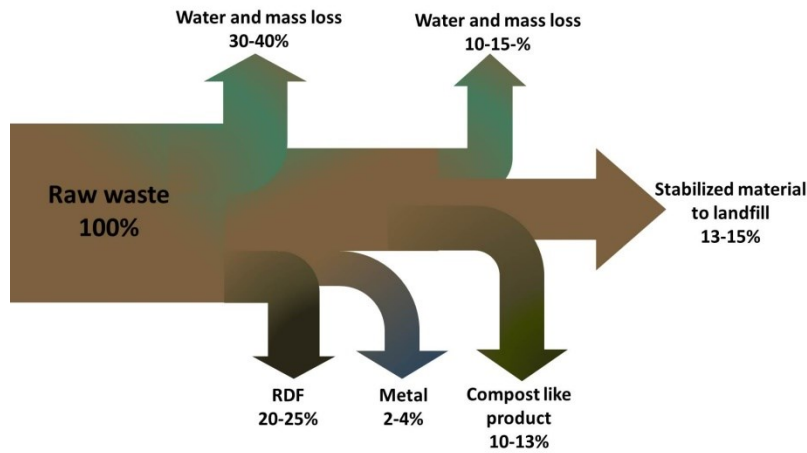 Water and mass loss
30-40%
Water and mass loss
10-15-%
Raw waste
100%
Stabilized material
to landfill
13-15%
RDF
20-25%
Metal
2-4%
Compost like
product
10-13%